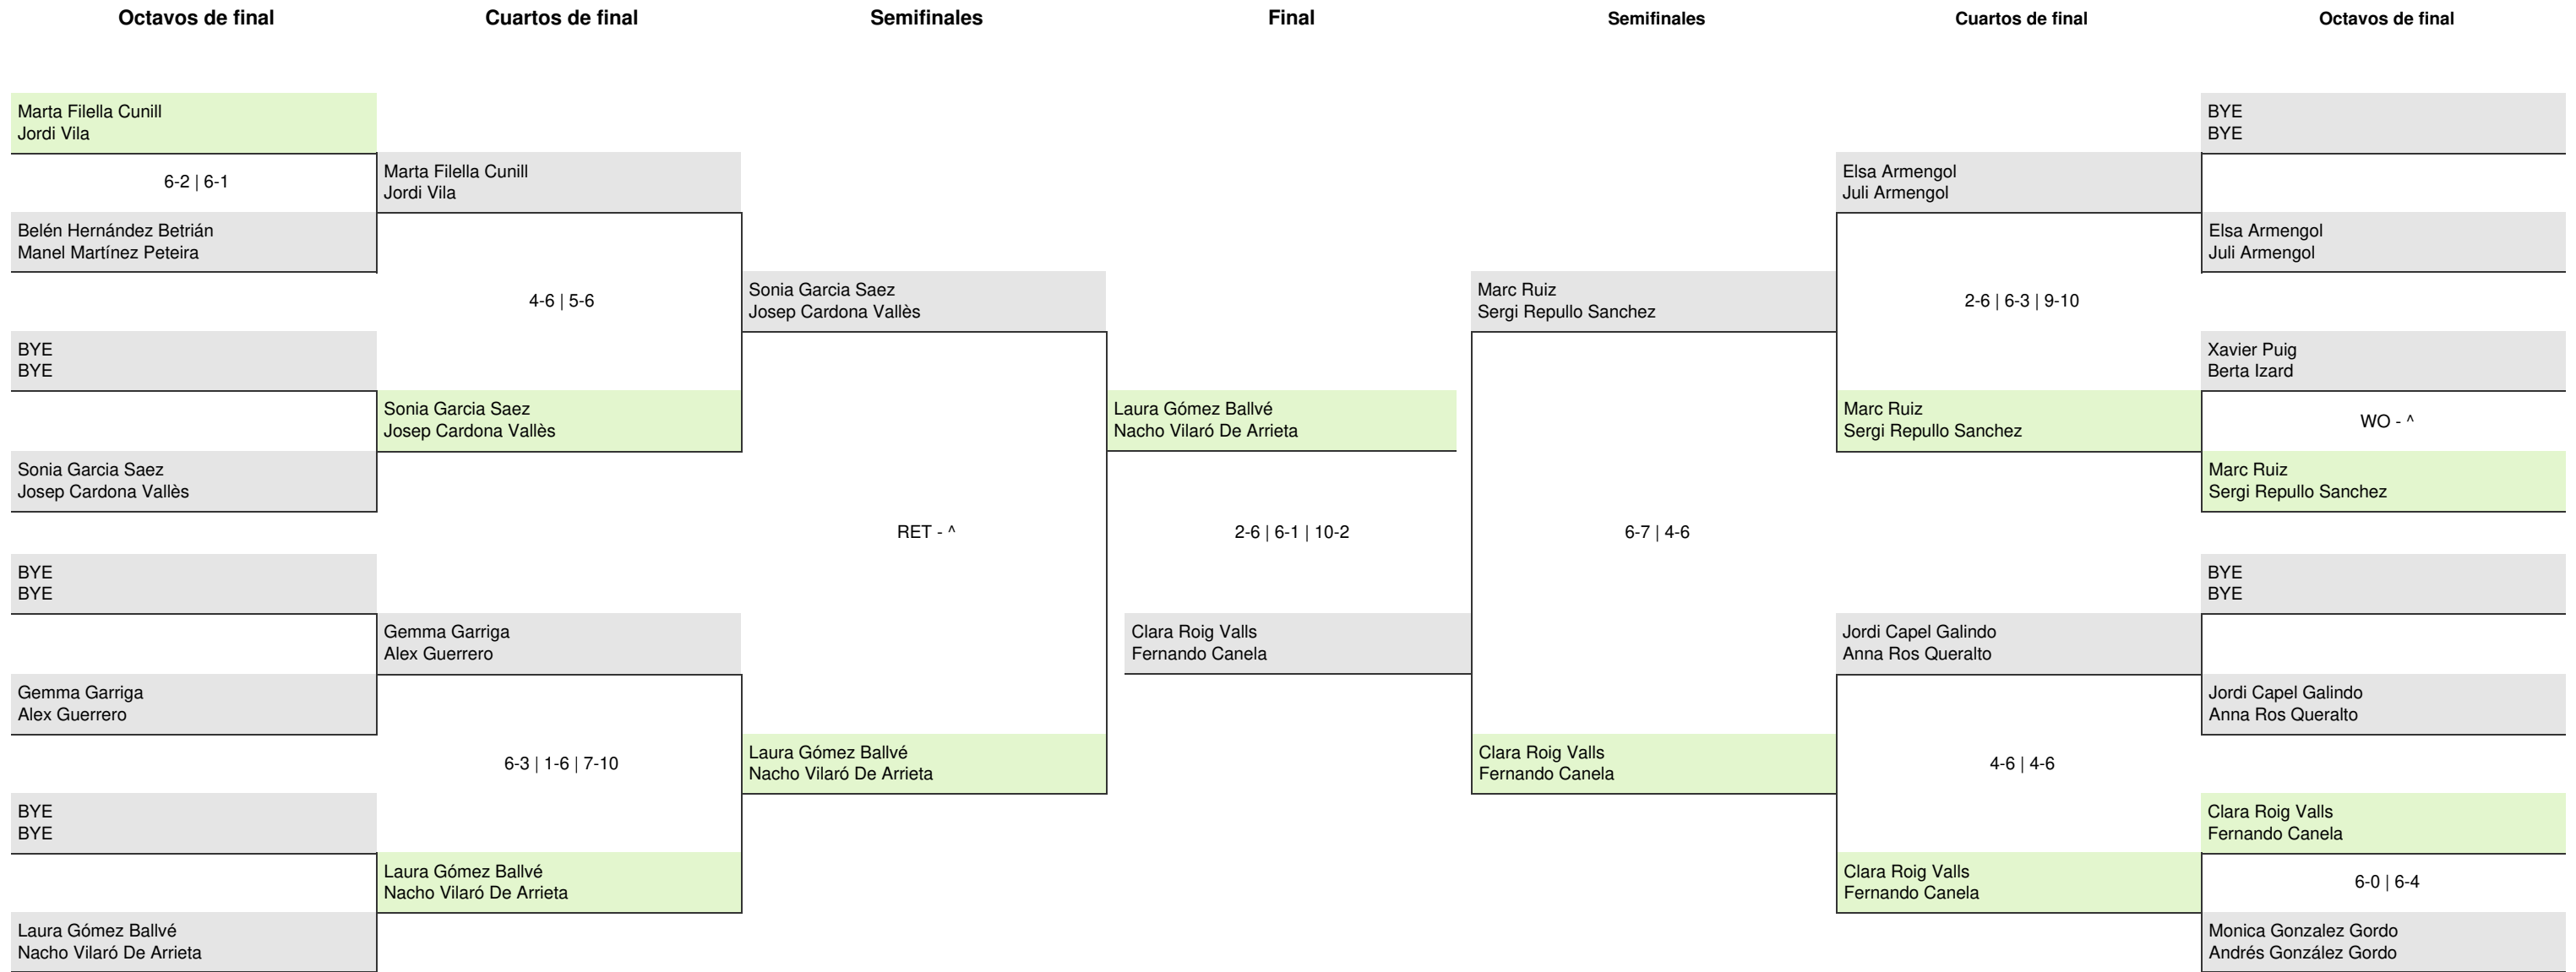 Octavos de final
Cuartos de final
Semifinales
Final
Semifinales
Cuartos de final
Octavos de final
Marta Filella Cunill
Jordi Vila
6-2 | 6-1
Belén Hernández Betrián
Manel Martínez Peteira
BYE
BYE
Sonia Garcia Saez
Josep Cardona Vallès
BYE
BYE
Gemma Garriga
Alex Guerrero
BYE
BYE
Laura Gómez Ballvé
Nacho Vilaró De Arrieta
Marta Filella Cunill
Jordi Vila
4-6 | 5-6
Sonia Garcia Saez
Josep Cardona Vallès
Gemma Garriga
Alex Guerrero
6-3 | 1-6 | 7-10
Laura Gómez Ballvé
Nacho Vilaró De Arrieta
Sonia Garcia Saez
Josep Cardona Vallès
RET - ^
Laura Gómez Ballvé
Nacho Vilaró De Arrieta
Laura Gómez Ballvé
Nacho Vilaró De Arrieta
2-6 | 6-1 | 10-2
Clara Roig Valls
Fernando Canela
Marc Ruiz
Sergi Repullo Sanchez
6-7 | 4-6
Clara Roig Valls
Fernando Canela
Elsa Armengol
Juli Armengol
2-6 | 6-3 | 9-10
Marc Ruiz
Sergi Repullo Sanchez
Jordi Capel Galindo
Anna Ros Queralto
4-6 | 4-6
Clara Roig Valls
Fernando Canela
BYE
BYE
Elsa Armengol
Juli Armengol
Xavier Puig
Berta Izard
WO - ^
Marc Ruiz
Sergi Repullo Sanchez
BYE
BYE
Jordi Capel Galindo
Anna Ros Queralto
Clara Roig Valls
Fernando Canela
6-0 | 6-4
Monica Gonzalez Gordo
Andrés González Gordo